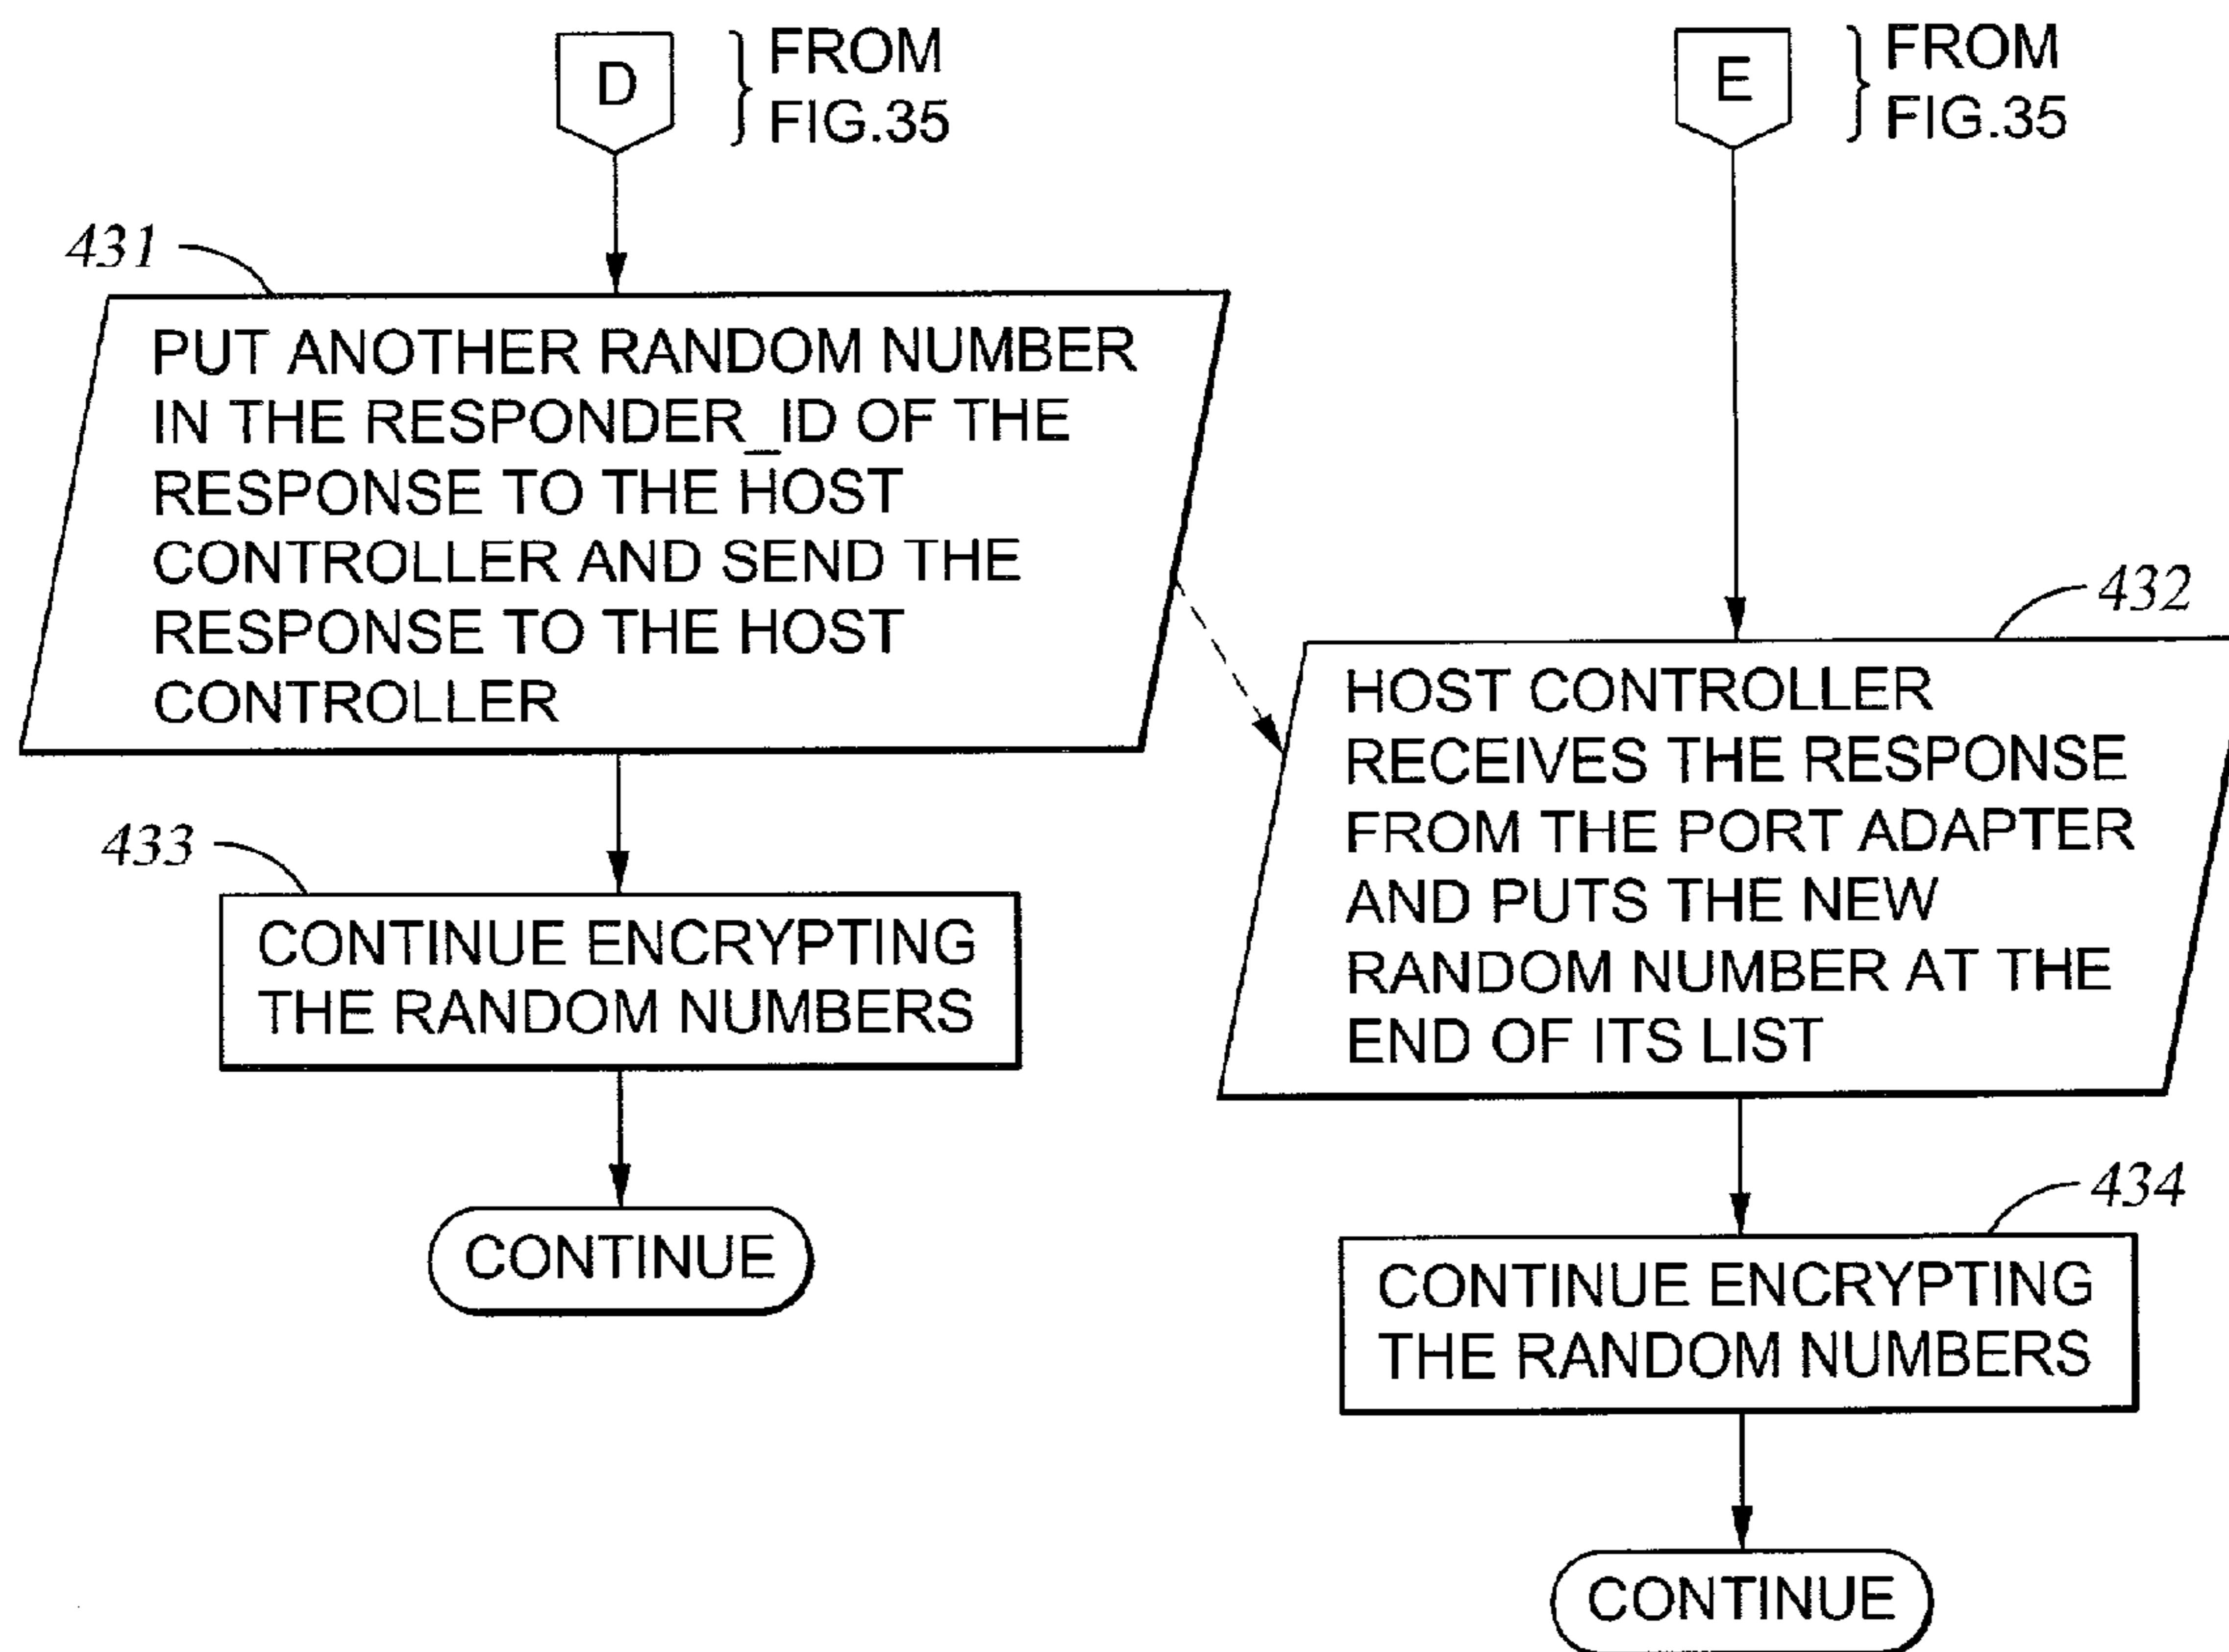 D
FROM
FIG.35
431
PUT ANOTHER RANDOM NUMBER
IN THE RESPONDER_ID OF THE
RESPONSE TO THE HOST
CONTROLLER AND SEND THE
RESPONSE TO THE HOST
CONTROLLER
433
CONTINUE ENCRYPTING
THE RANDOM NUMBERS
CONTINUE
E
FROM
FIG.35
432
HOST CONTROLLER
RECEIVES THE RESPONSE
FROM THE PORT ADAPTER
AND PUTS THE NEW
RANDOM NUMBER AT THE
END OF ITS LIST
434
CONTINUE ENCRYPTING
THE RANDOM NUMBERS
CONTINUE